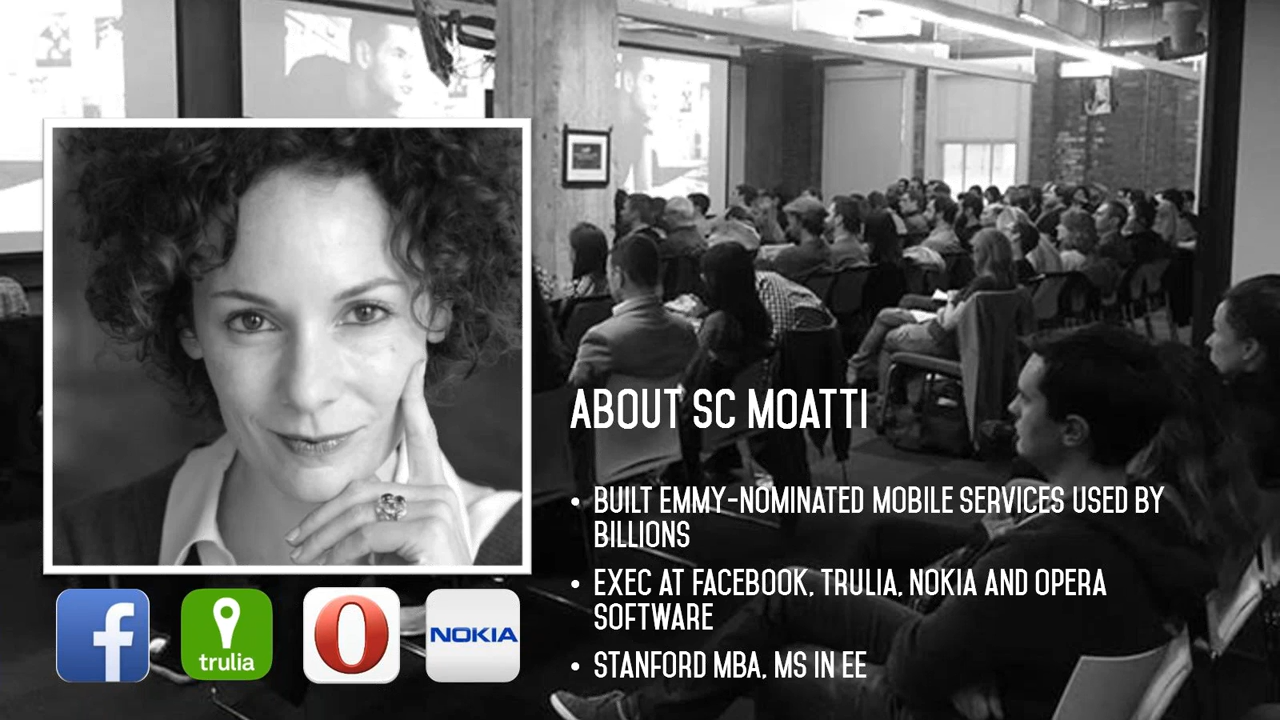 ABOUT SC MOATTI
• BUILT EMMY-NOMINATED MOBILE SERVICES USED BY
BILLIONS
• EXEC AT FACEBOOK, TRULIA, NOKIA AND OPERA
SOFTWARE
• STANFORD MBA, MS IN EE
f
trulia
O
NOKIA